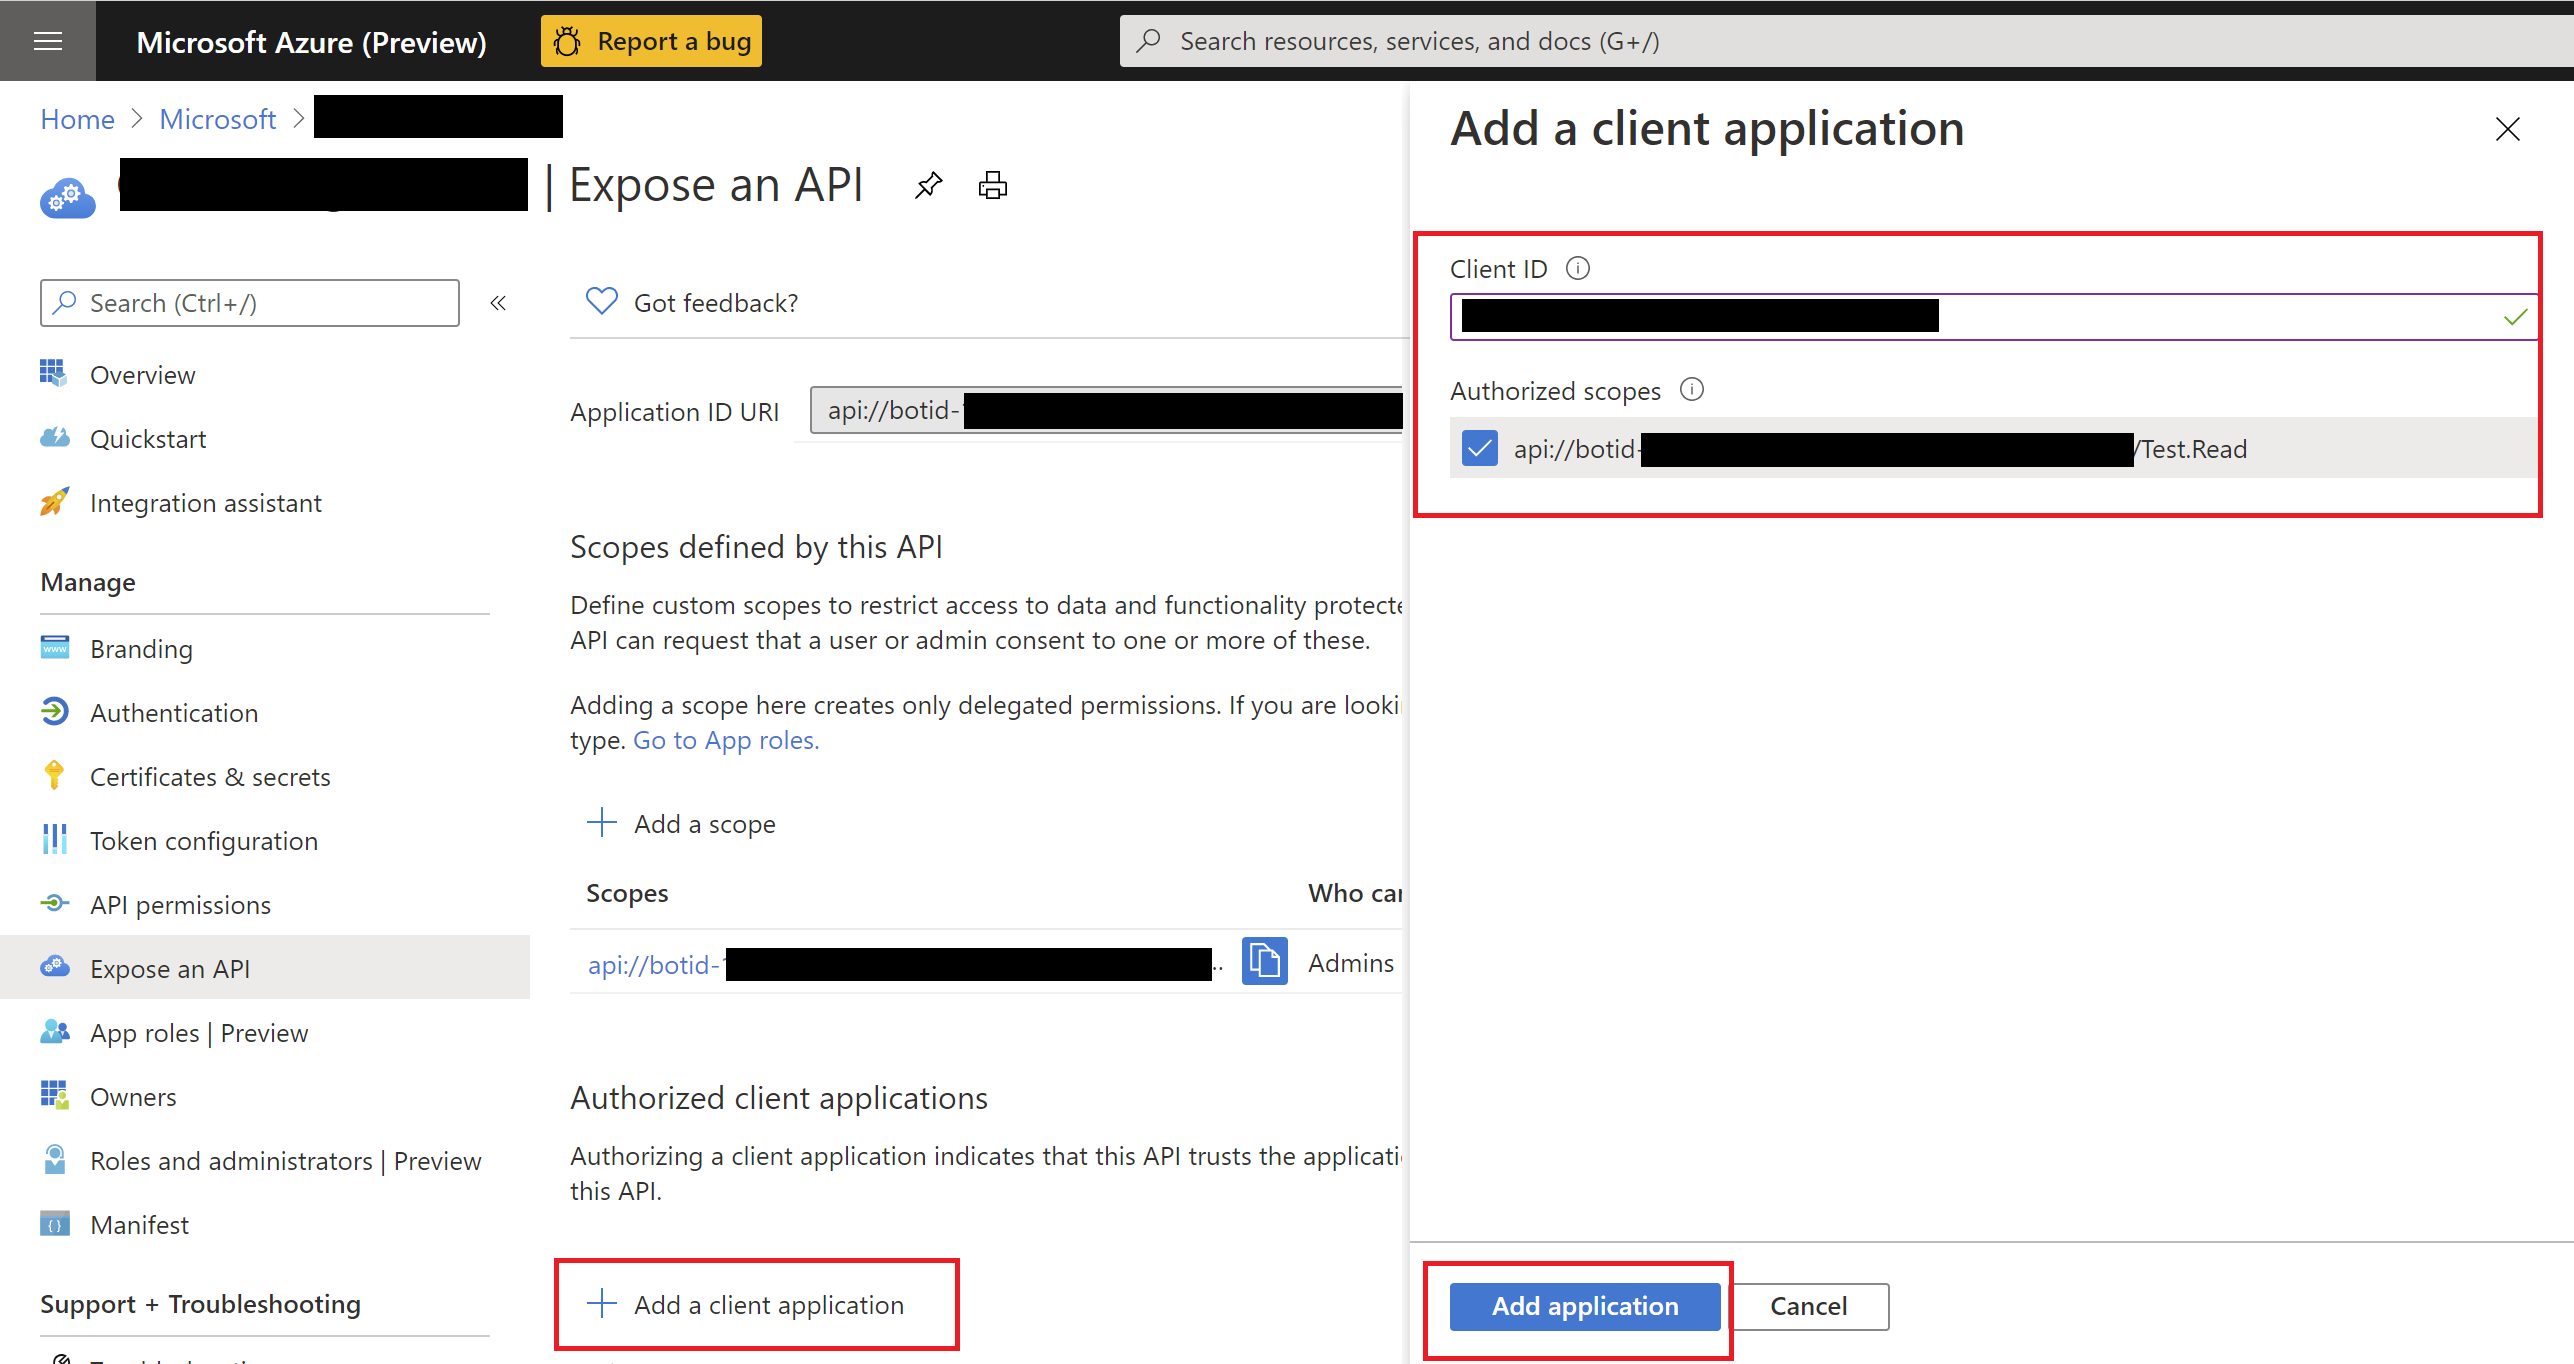 Microsoft Azure (Preview)
Report a bug
Search resources, services, and docs (G+/)
Home > Microsoft >
| Expose an API
Search (Ctrl+/)
«
Overview
Quickstart
Integration assistant
Manage
Branding
Authentication
Certificates & secrets
Token configuration
API permissions
Expose an API
App roles | Preview
Owners
Roles and administrators | Preview
Manifest
Support + Troubleshooting
Got feedback?
Application ID URI
api://botid-
Scopes defined by this API
Define custom scopes to restrict access to data and functionality protecte
API can request that a user or admin consent to one or more of these.
Adding a scope here creates only delegated permissions. If you are looki
type. Go to App roles.
Add a scope
Scopes
Who can
api://botid-
..
Admins
Authorized client applications
Authorizing a client application indicates that this API trusts the applicati
this API.
Add a client application
Add a client application
Client ID
Authorized scopes
api://botid-
/Test.Read
Add application
Cancel